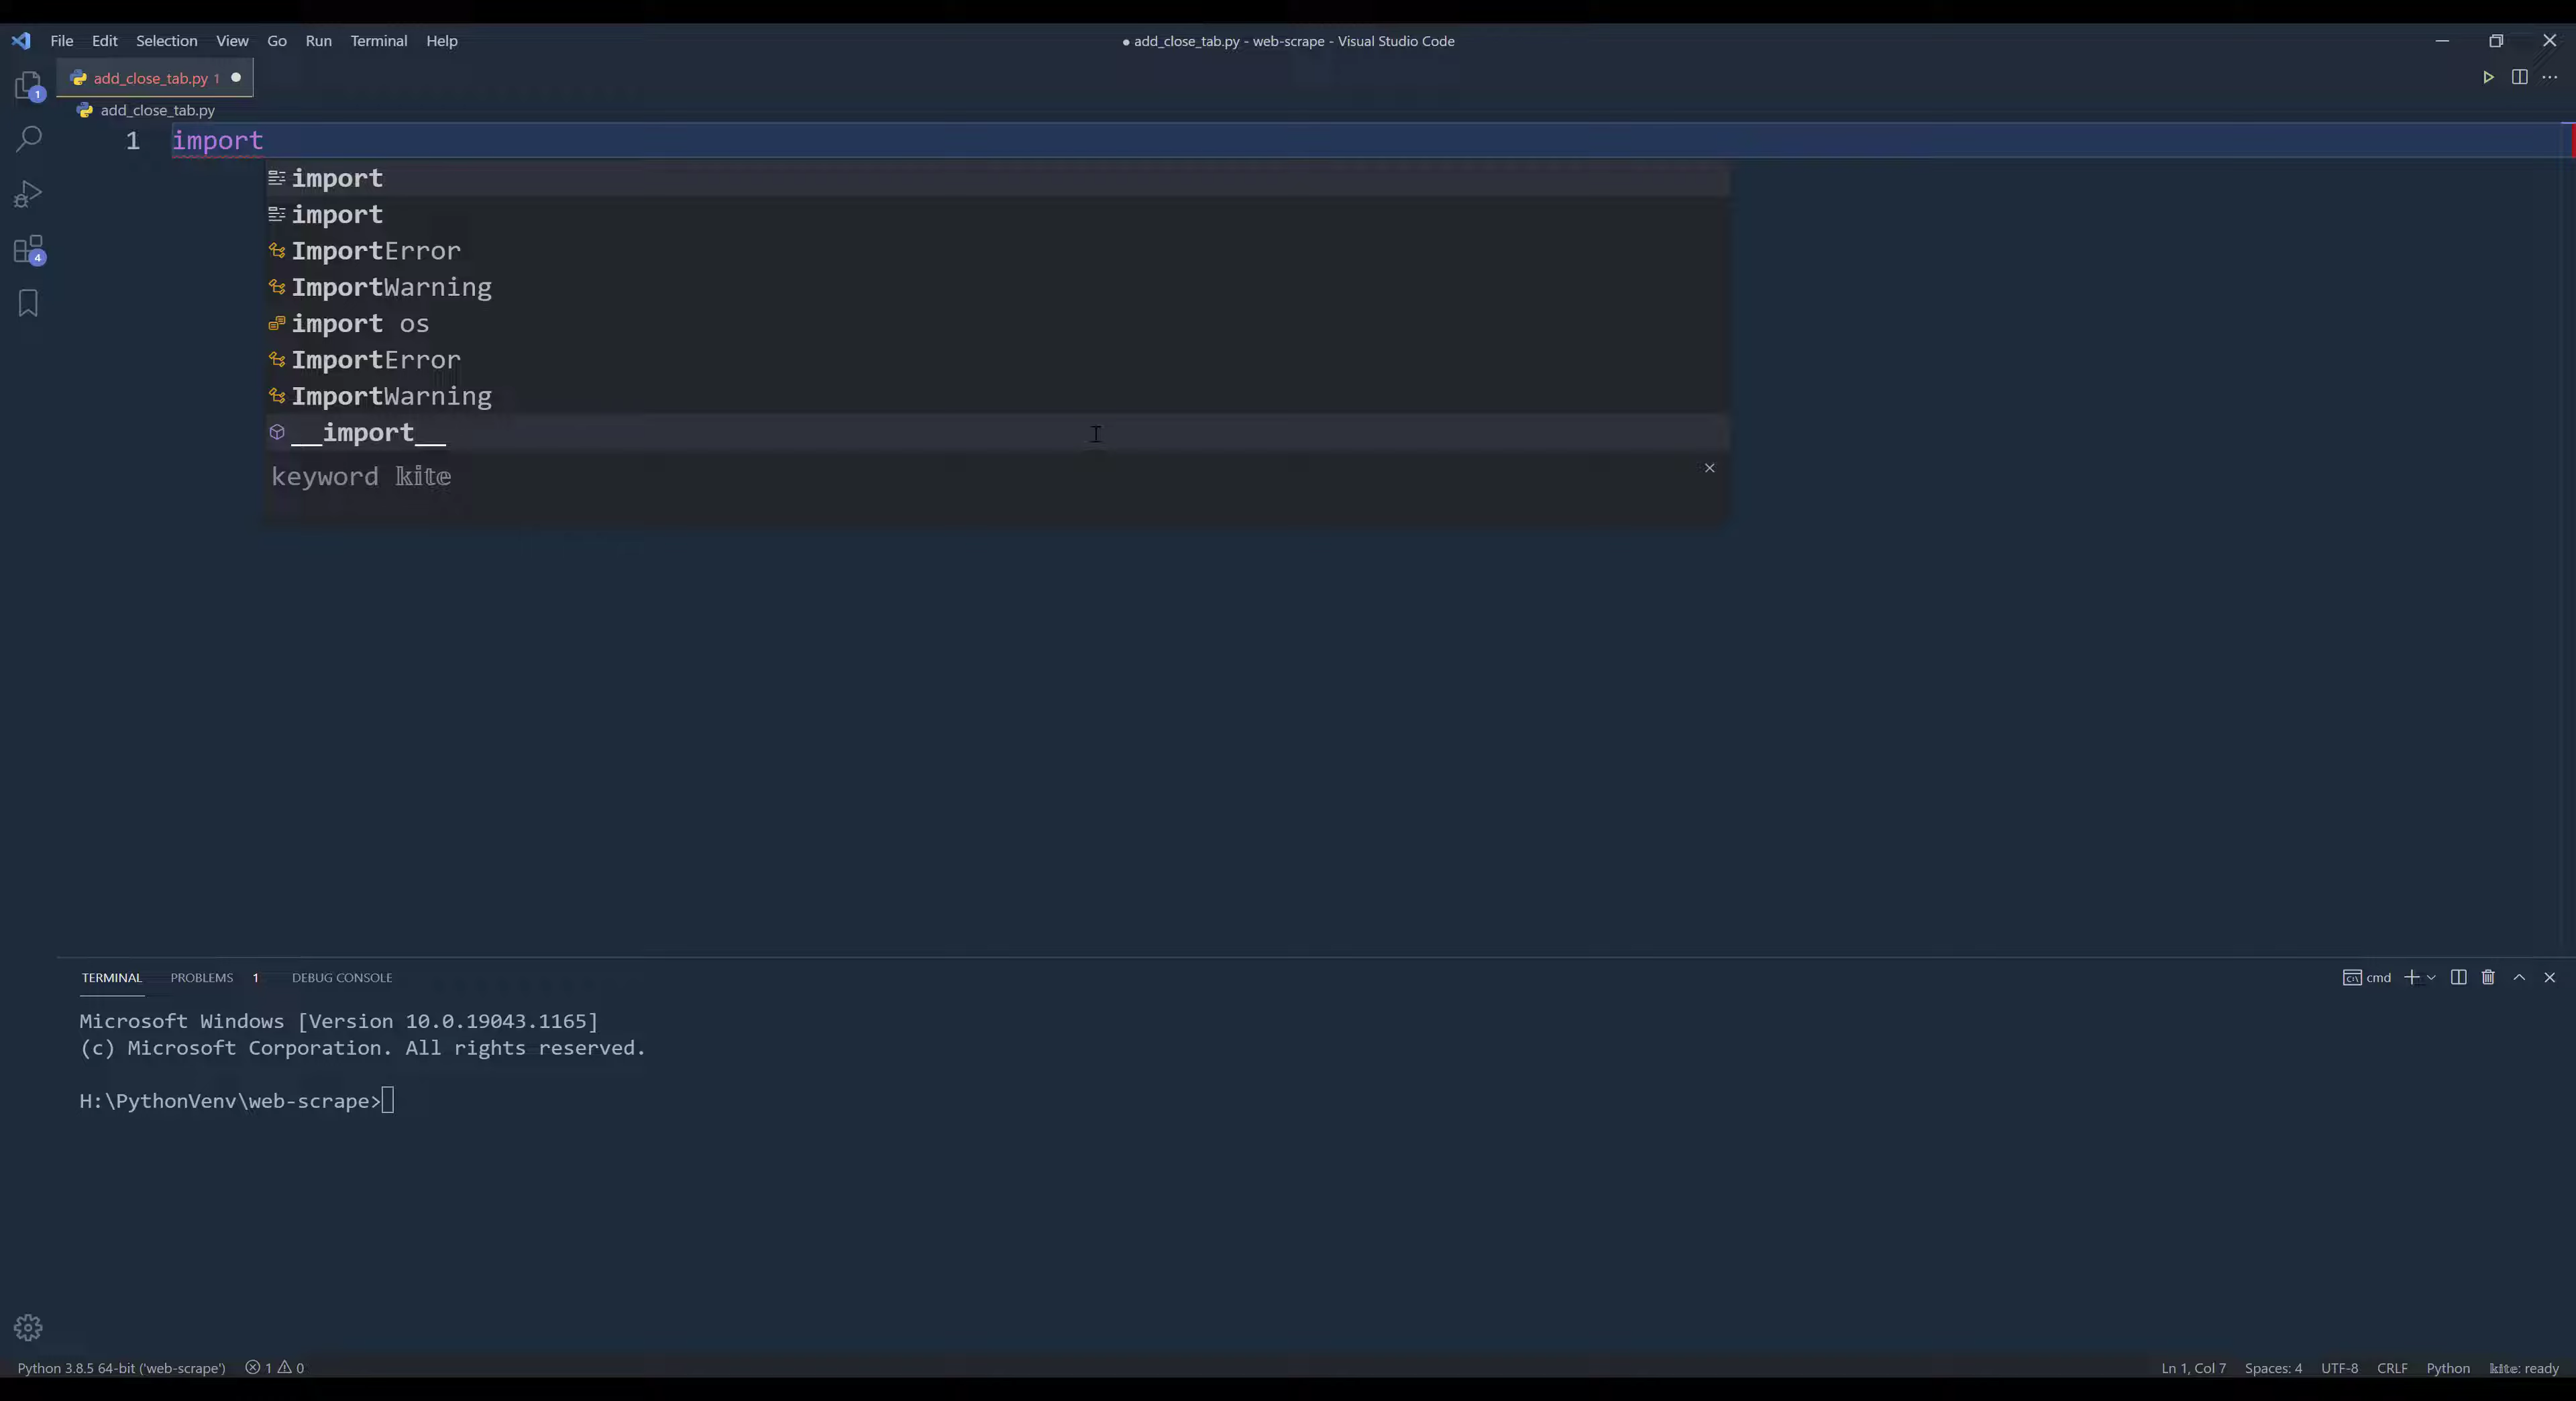 File Edit Selection View Go Run Terminal Help
● add_close_tab.py - web-scrape - Visual Studio Code
add_close_tab.py 1
add_close_tab.py
1
1 import
import
import
ImportError
ImportWarning
import os
ImportError
ImportWarning
__import__
keyword kite
4
TERMINAL PROBLEMS 1 DEBUG CONSOLE
cmd
Microsoft Windows [Version 10.0.19043.1165]
(c) Microsoft Corporation. All rights reserved.
H:\PythonVenv\web-scrape>
Python 3.8.5 64-bit ('web-scrape') 1 0
Ln 1, Col 7 Spaces: 4 UTF-8 CRLF Python kite: ready